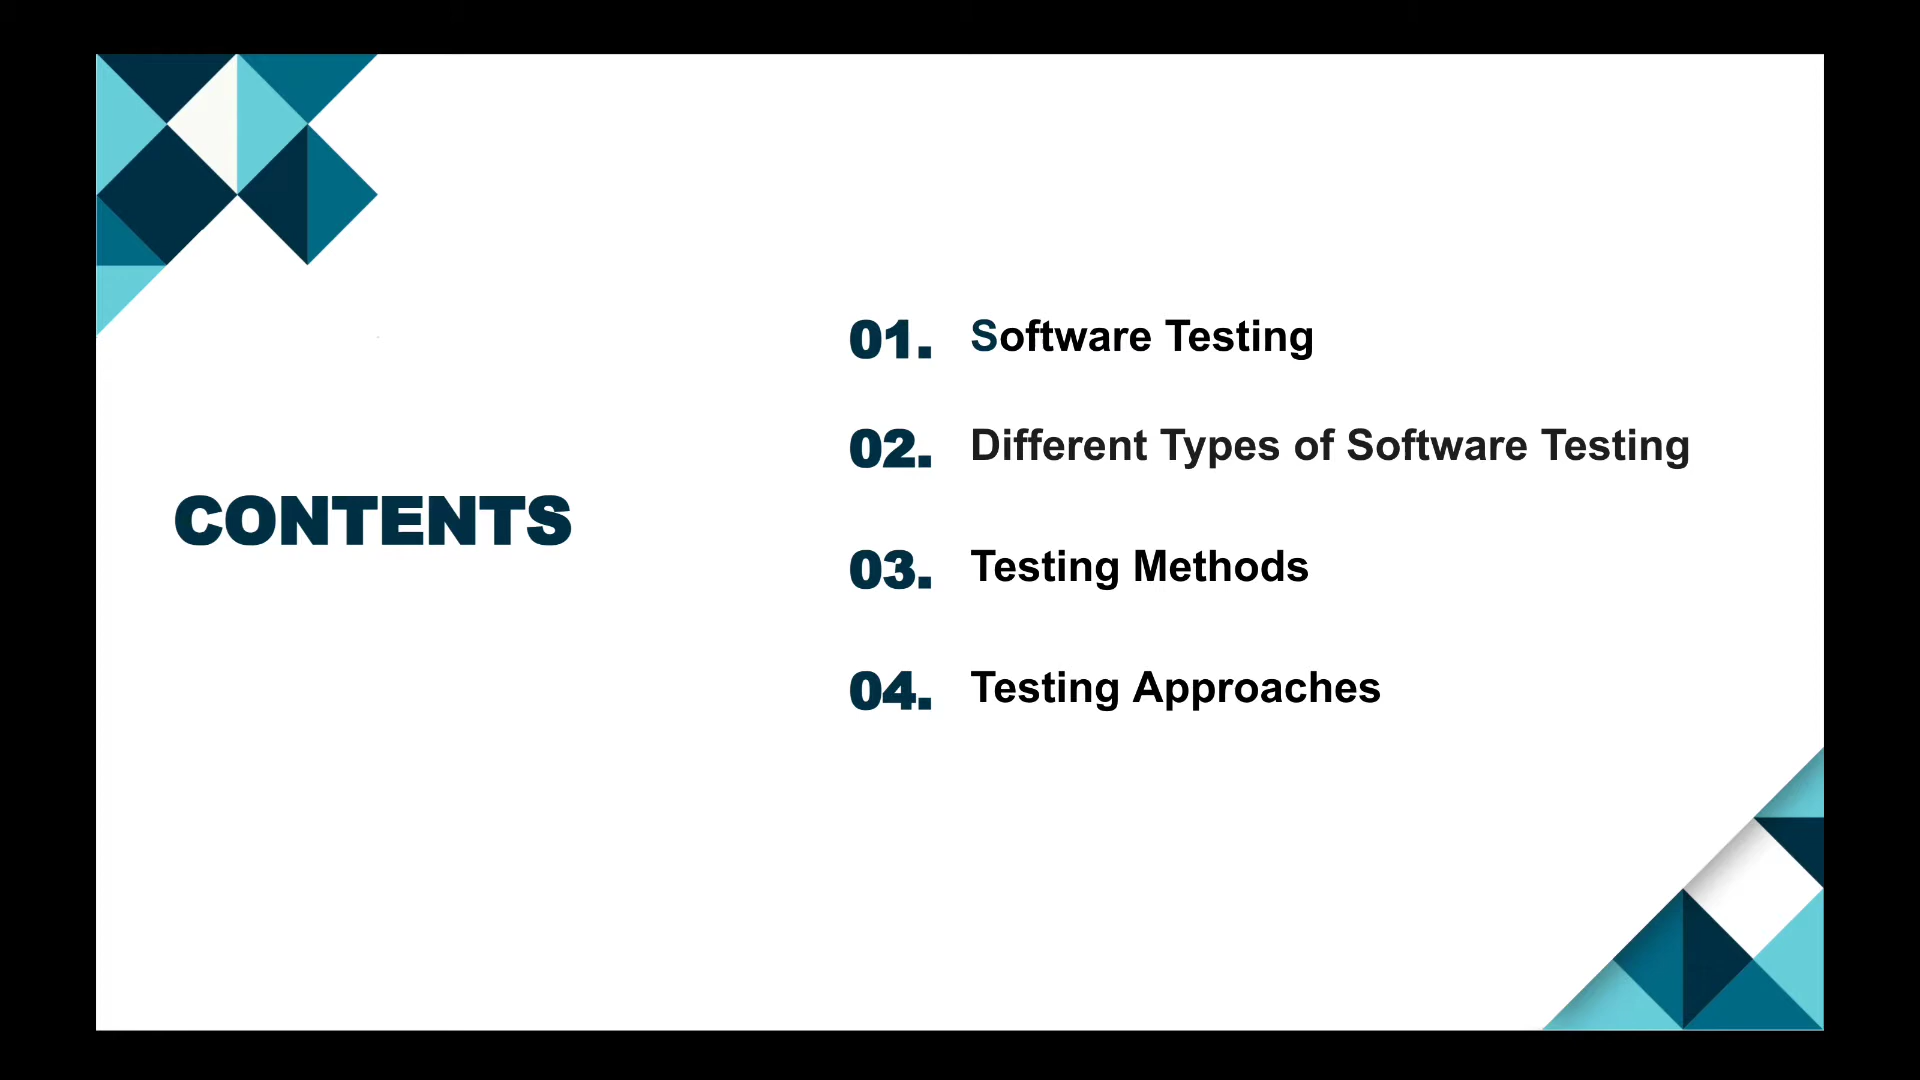 CONTENTS
01. Software Testing
02. Different Types of Software Testing
03. Testing Methods
04. Testing Approaches